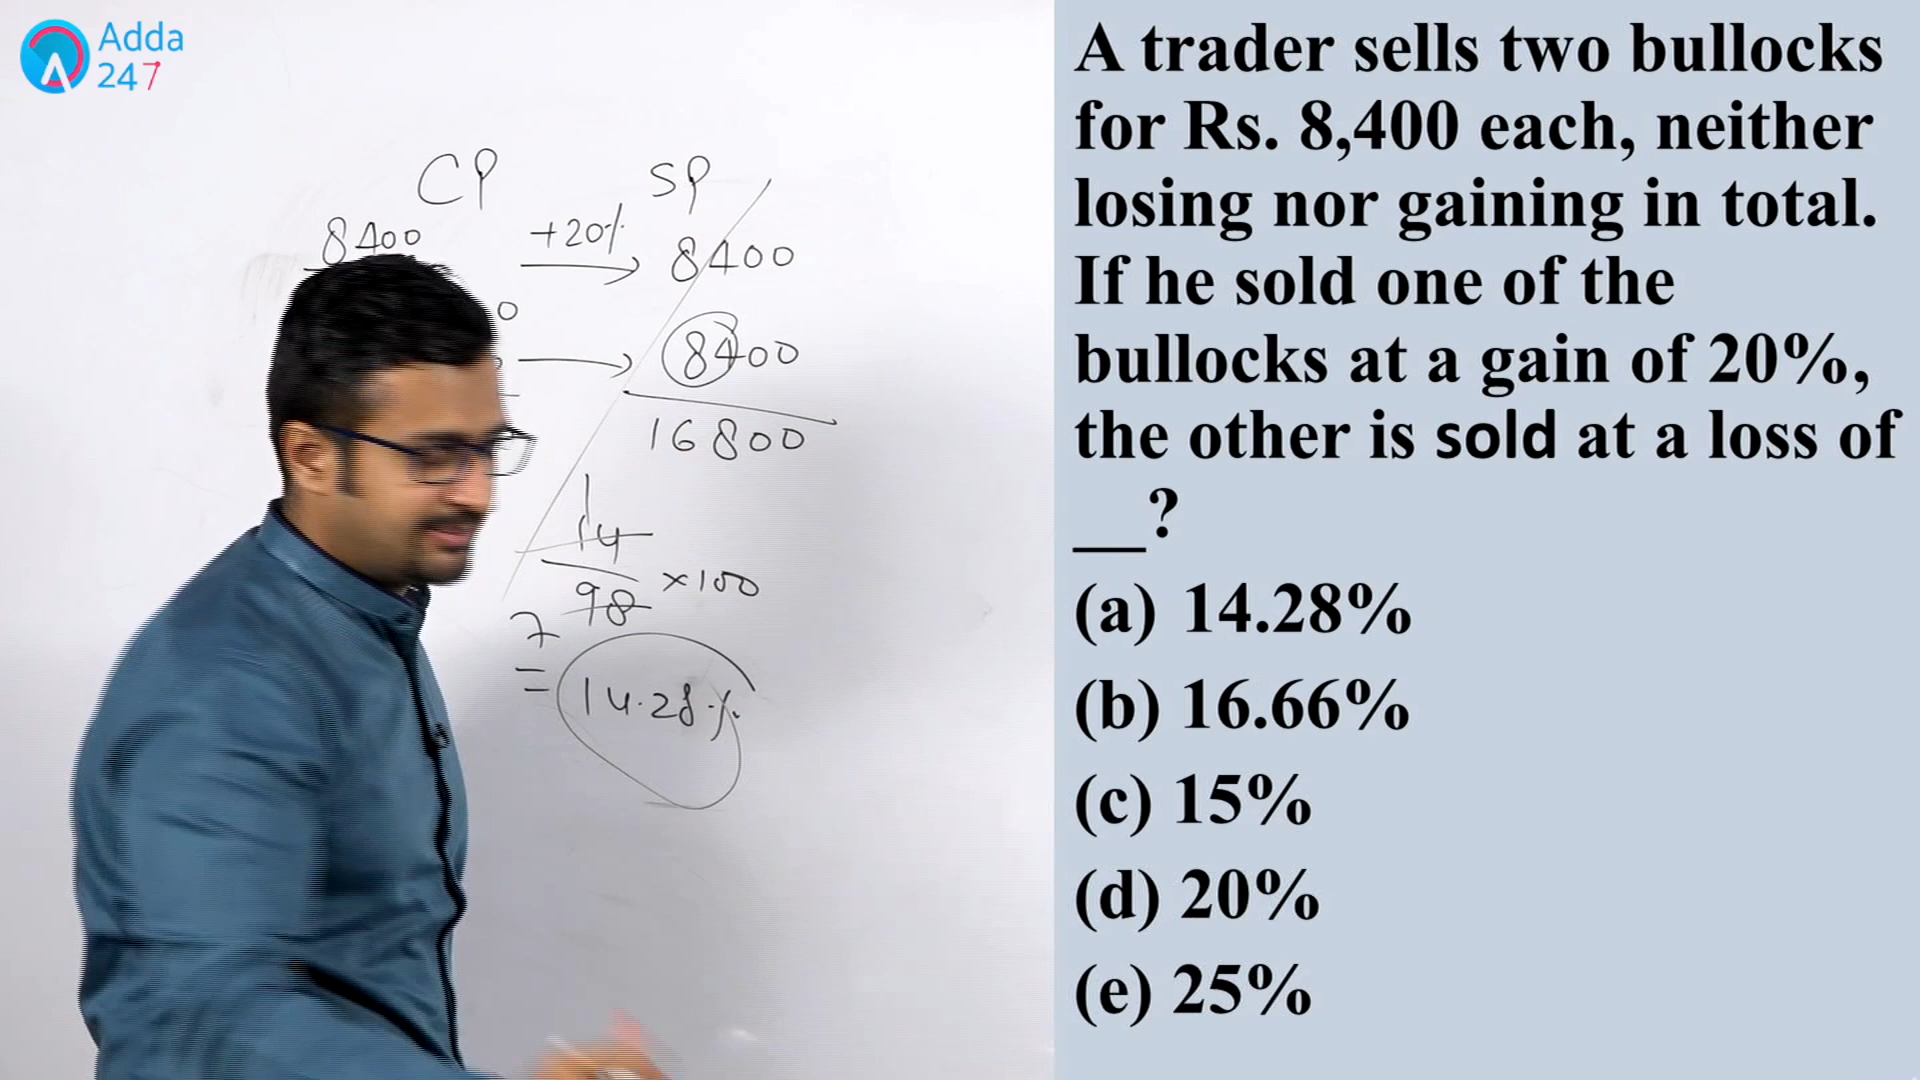 Adda
247
CP SP
8400 +20% 8400
0
8400
16800
1
14
98 ×100
7
= 14.28%
A trader sells two bullocks
for Rs. 8,400 each, neither
losing nor gaining in total.
If he sold one of the
bullocks at a gain of 20%,
the other is sold at a loss of
__?
(a) 14.28%
(b) 16.66%
(c) 15%
(d) 20%
(e) 25%